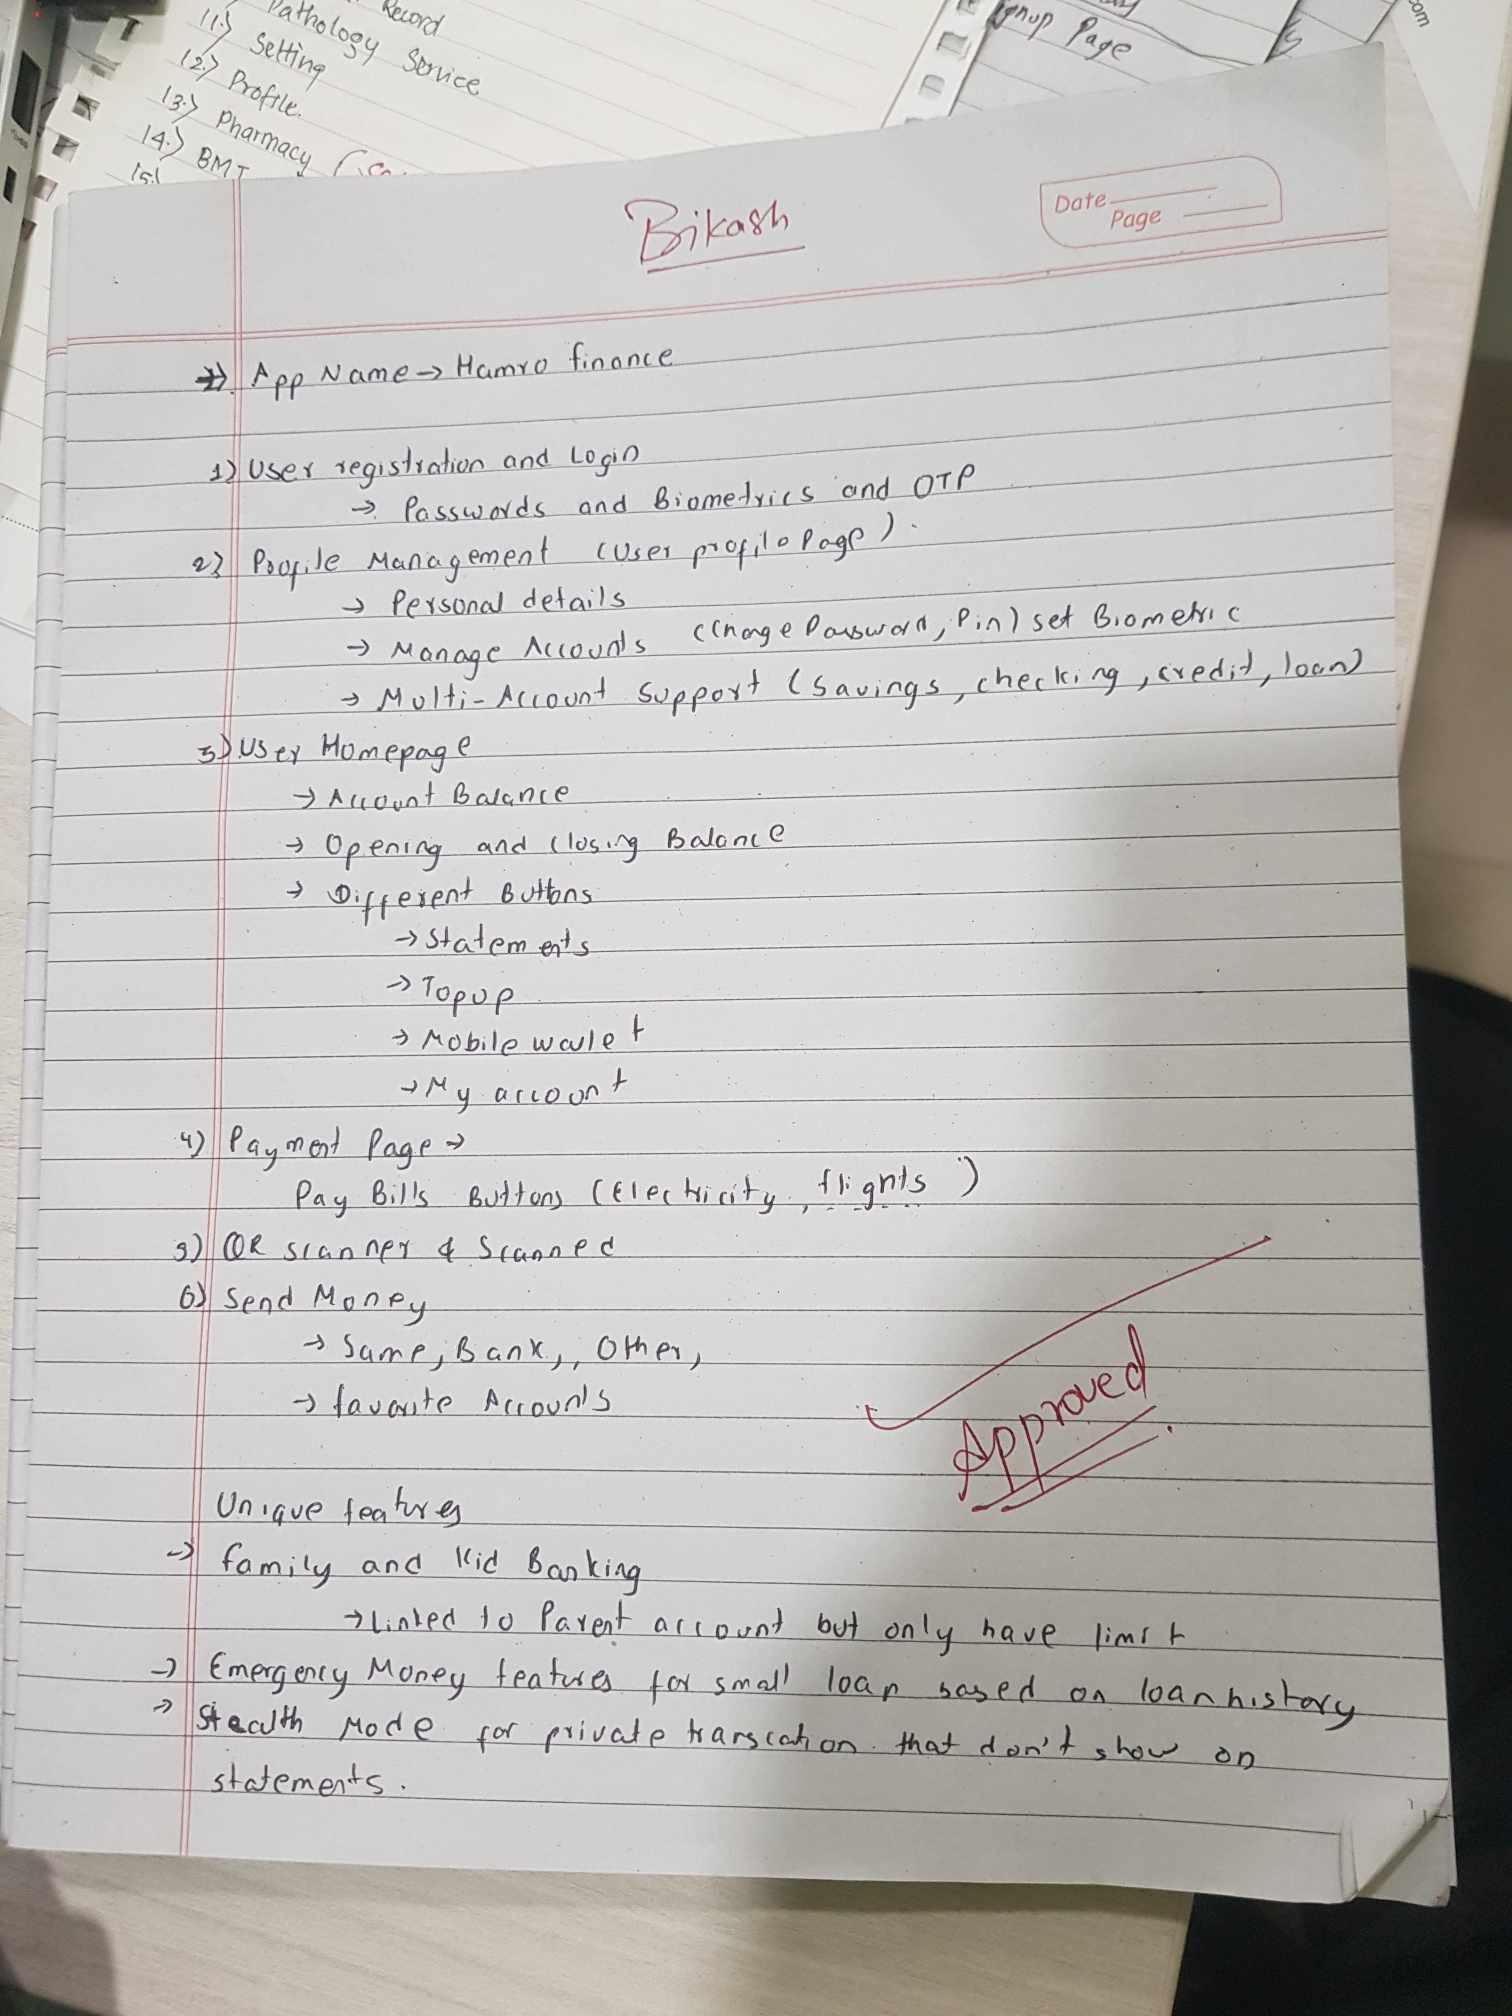 Record
Pathology Service
11.) Setting
12.) Profile.
13.) Pharmacy
14.) BMI
15.)
Page
com
Bikash
Date
Page
App Name → Hamro finance
1) User registration and Login
→ Passwords and Biometrics and OTP
2) Profile Management (User profile Page).
→ Personal details
→ Manage Accounts (Change Password, Pin) set Biometric
→ Multi-Account Support (Savings, checking, credit, loan)
3) User Homepage
→ Account Balance
→ Opening and Closing Balance
→ Different Buttons
→ Statements
→ Topup
→ Mobile wallet
→ My account
4) Payment Page →
Pay Bills Buttons (Electricity, flights)
5) QR scanner & Scanned
6) Send Money
→ Same, Bank, , Other,
→ favorite Accounts
Approved
Unique features
→ family and Kid Banking
→ Linked to Parent account but only have limit
→ Emergency Money features for small loan based on loan history
→ Stealth Mode for private transcation that don't show on
statements.